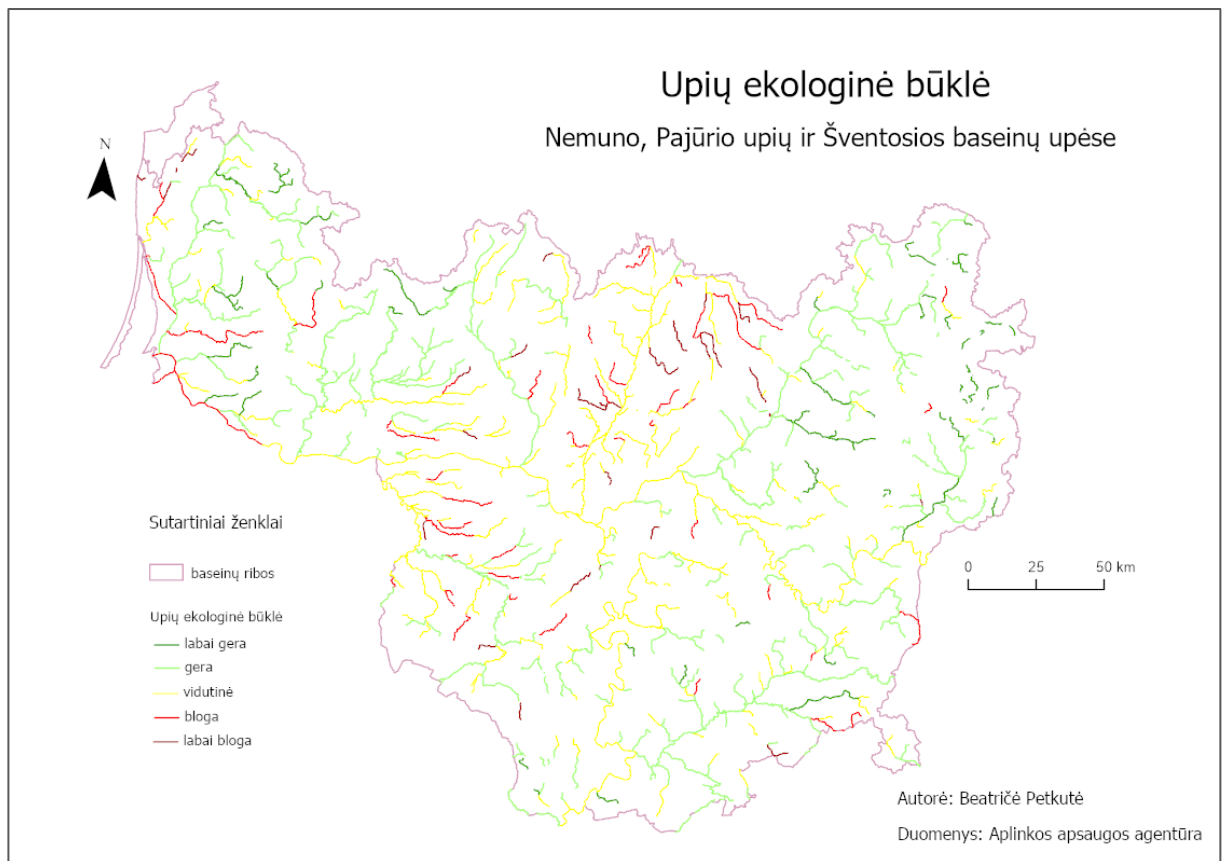 Upių ekologinė būklė
Nemuno, Pajūrio upių ir Šventosios baseinų upėse
N
Sutartiniai ženklai
baseinų ribos
Upių ekologinė būklė
labai gera
gera
vidutinė
bloga
labai bloga
0 25 50 km
Autorė: Beatričė Petkutė
Duomenys: Aplinkos apsaugos agentūra